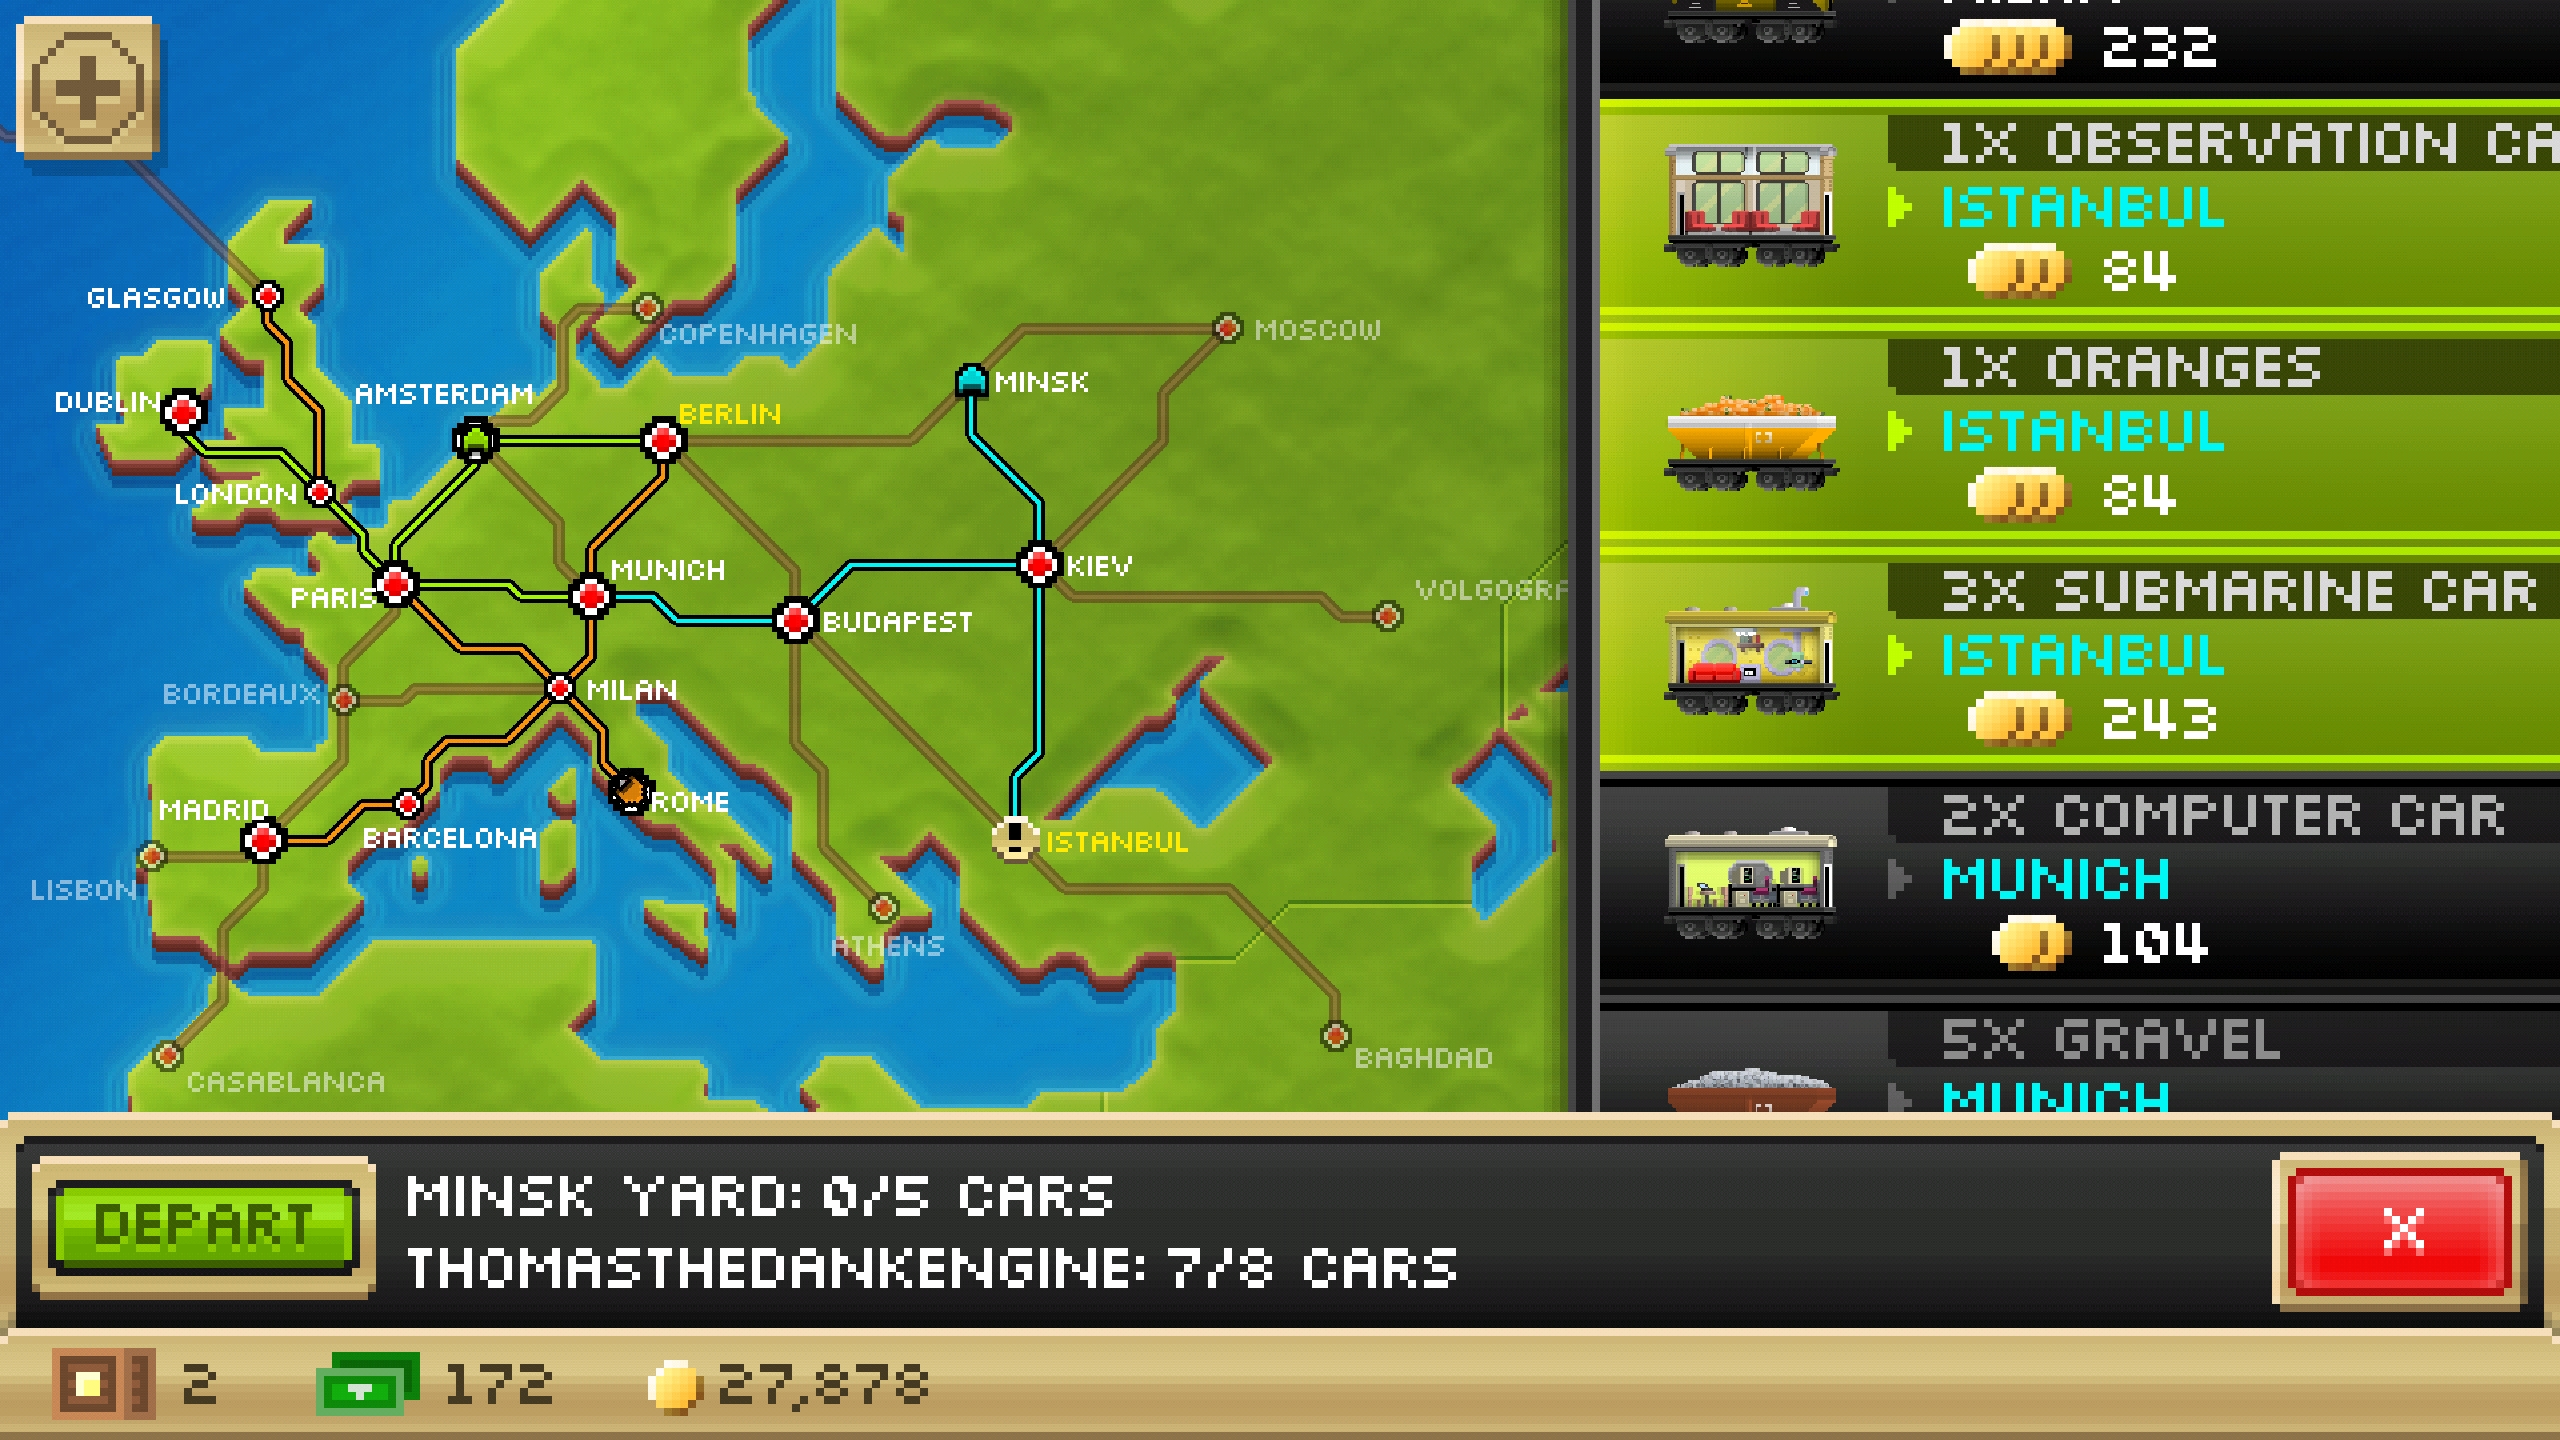 232
1X OBSERVATION CA
ISTANBUL
84
1X ORANGES
ISTANBUL
84
3X SUBMARINE CAR
ISTANBUL
243
2X COMPUTER CAR
MUNICH
104
5X GRAVEL
MUNICH
GLASGOW
COPENHAGEN
MOSCOW
DUBLIN
AMSTERDAM
BERLIN
MINSK
LONDON
PARIS
MUNICH
BUDAPEST
KIEV
VOLGOGRA
BORDEAUX
MILAN
MADRID
BARCELONA
ROME
ISTANBUL
LISBON
ATHENS
CASABLANCA
BAGHDAD
DEPART
MINSK YARD: 0/5 CARS
THOMASTHEDANKENGINE: 7/8 CARS
X
2
172
27,878